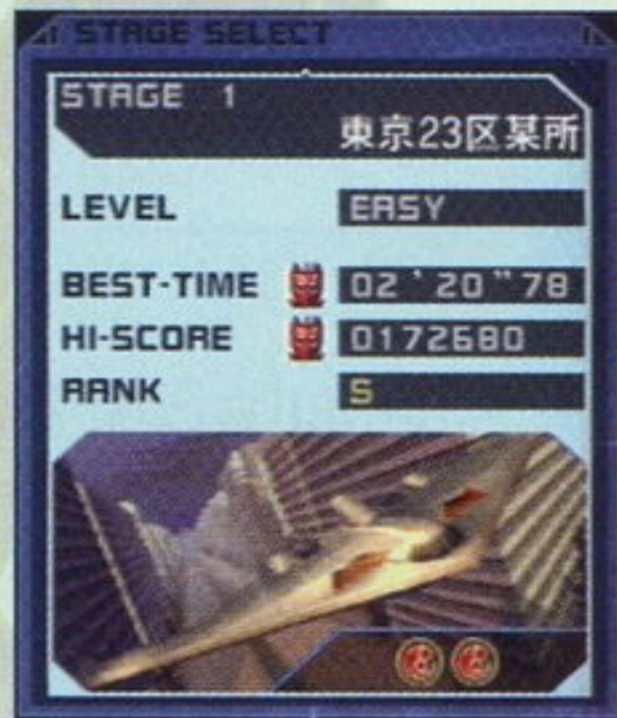 STAGE SELECT
STAGE 1
東京23区某所
LEVEL EASY
BEST-TIME 02'20"78
HI-SCORE 0172680
RANK S